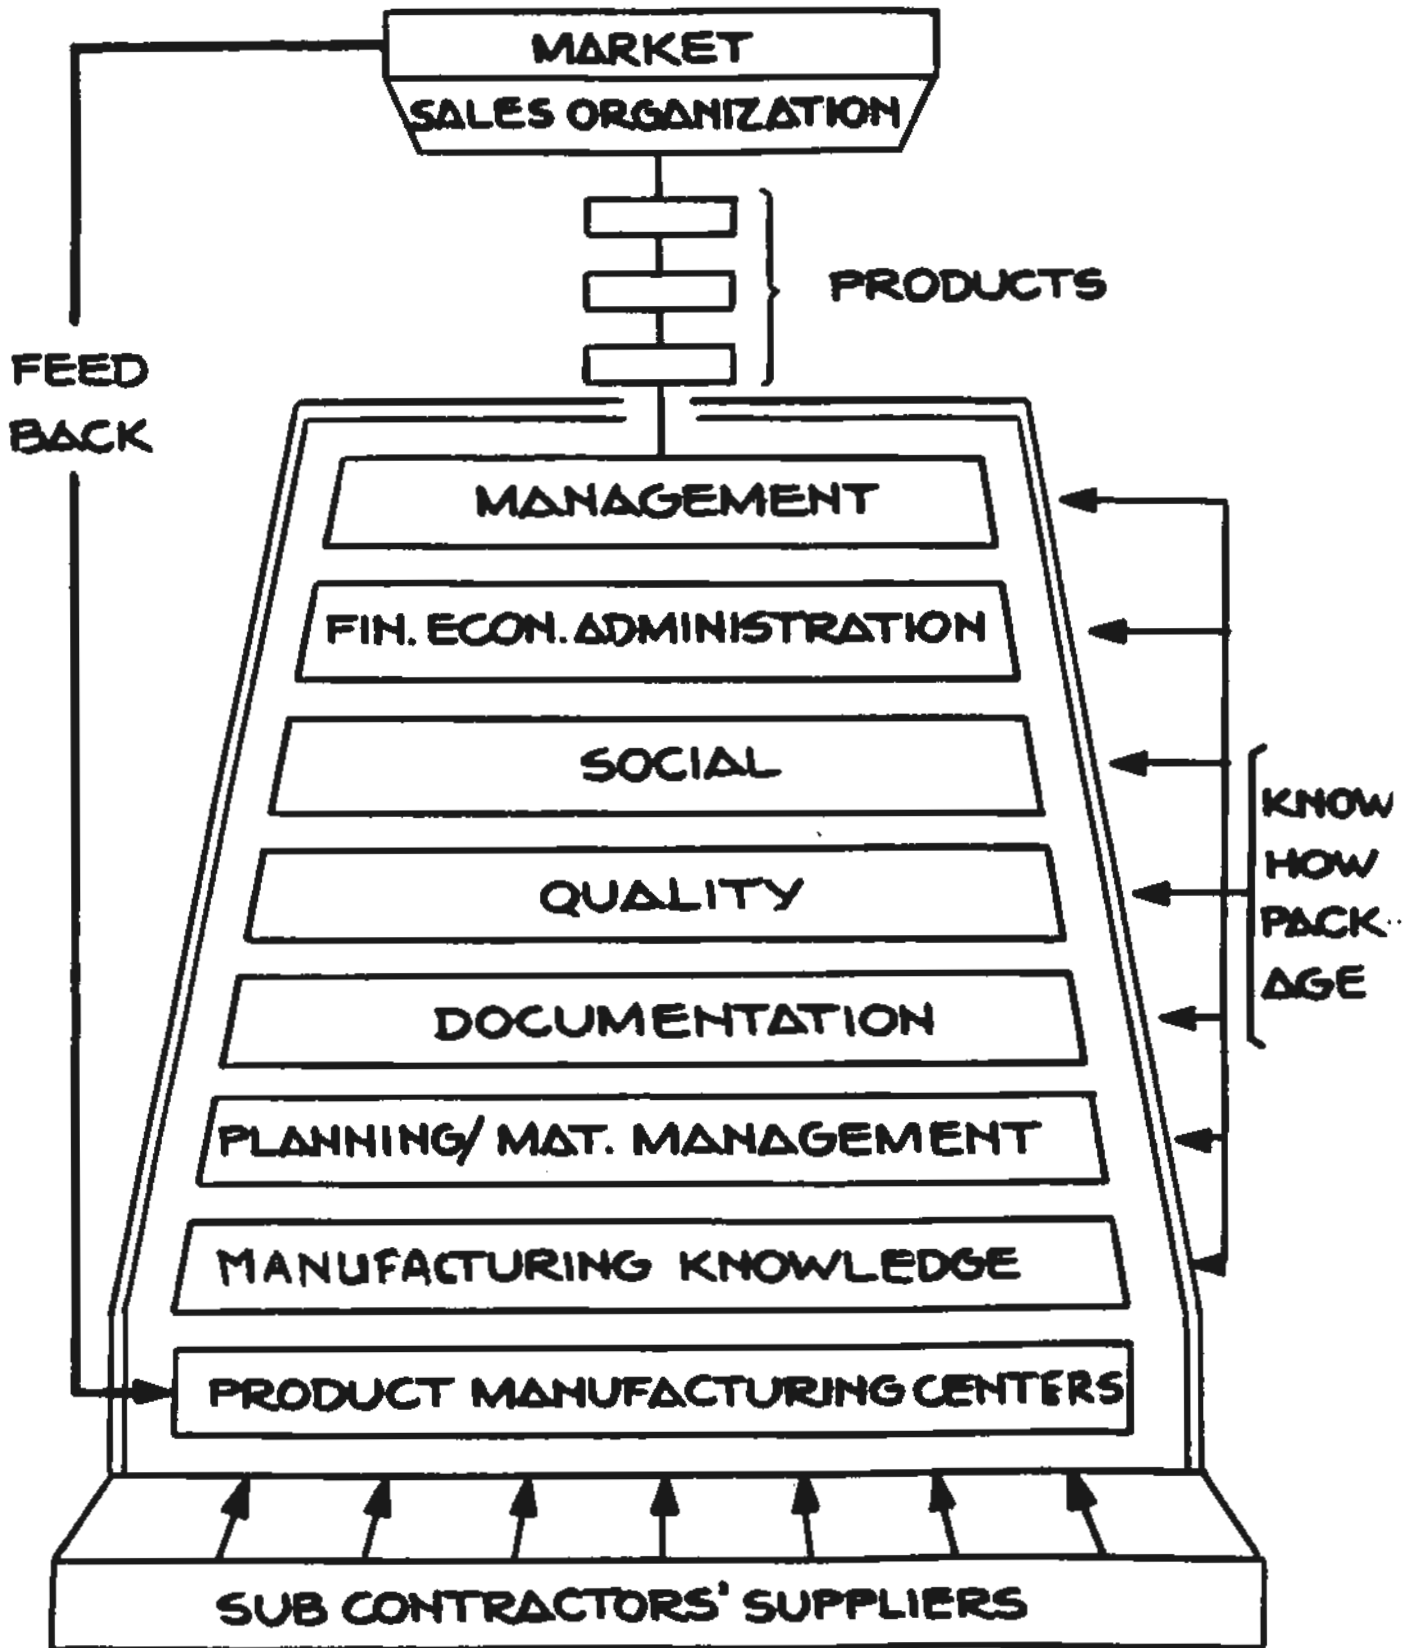 MARKET
SALES ORGANIZATION
PRODUCTS
FEED
BACK
MANAGEMENT
FIN. ECON. ADMINISTRATION
SOCIAL
QUALITY
DOCUMENTATION
PLANNING/ MAT. MANAGEMENT
MANUFACTURING KNOWLEDGE
PRODUCT MANUFACTURING CENTERS
KNOW
HOW
PACK-
AGE
SUB CONTRACTORS' SUPPLIERS